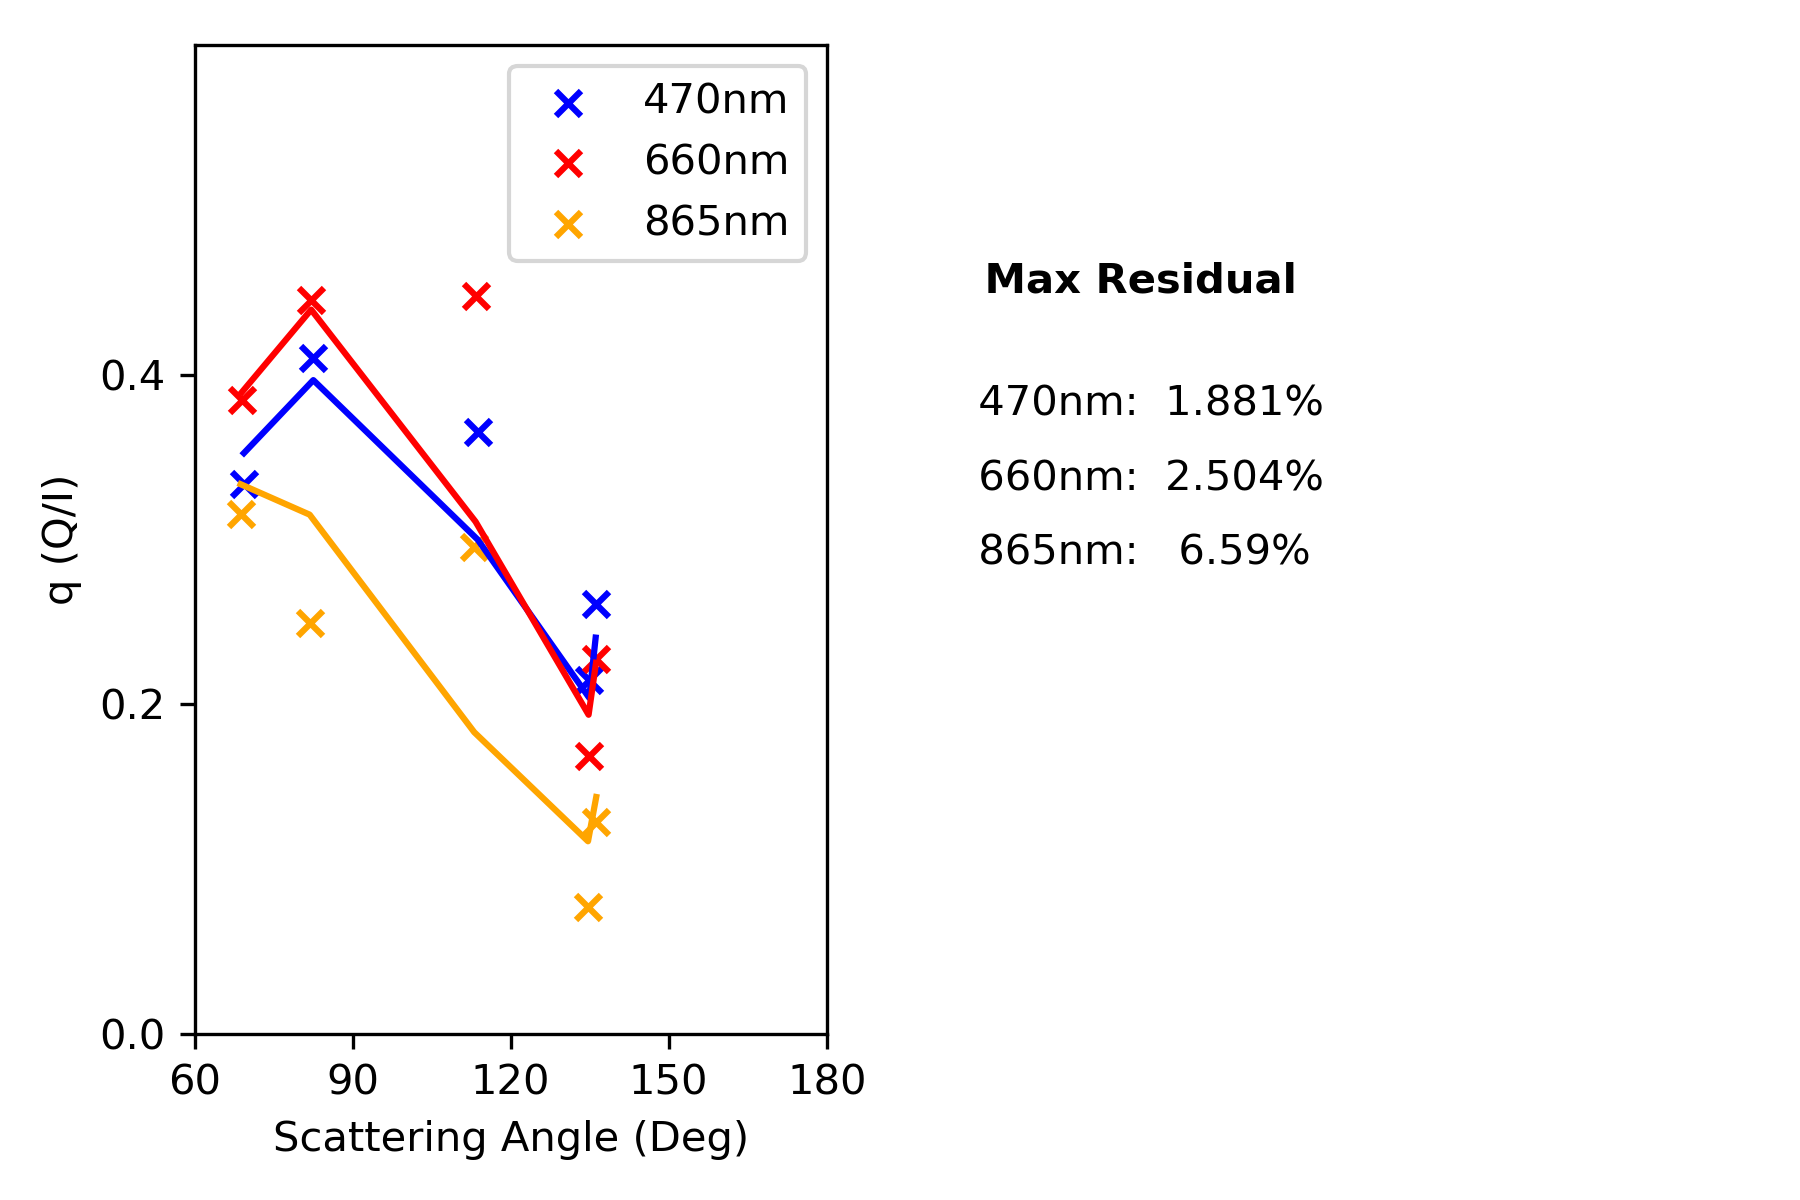 470nm
660nm
865nm
Max Residual
470nm: 1.881%
660nm: 2.504%
865nm: 6.59%
q (Q/I)
0.4
0.2
0.0
60 90 120 150 180
Scattering Angle (Deg)